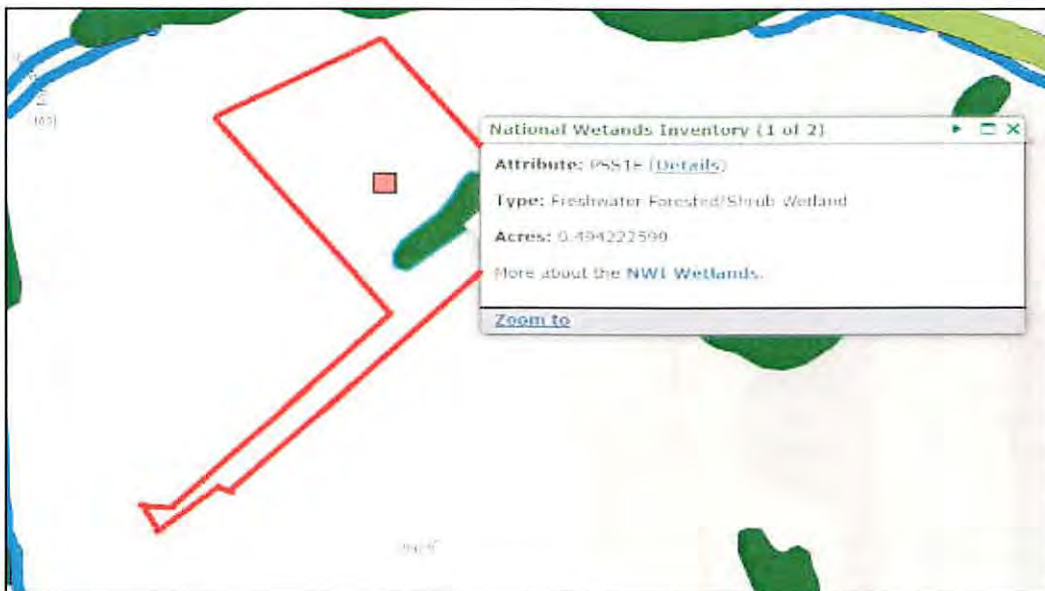 National Wetands Inventory (1 of 2)
Attribute: PSS1E (Details)
Type: Freshwater Forested/Shrub Wetland
Acres: 0.494222599
More about the NWI Wetlands.
Zoom to